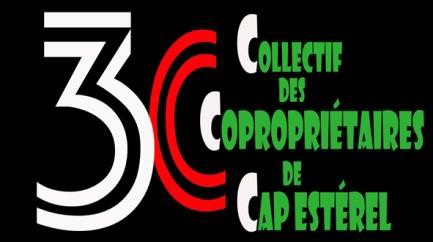 3C
COLLECTIF
DES
COPROPRIÉTAIRES
DE
CAP ESTÉREL